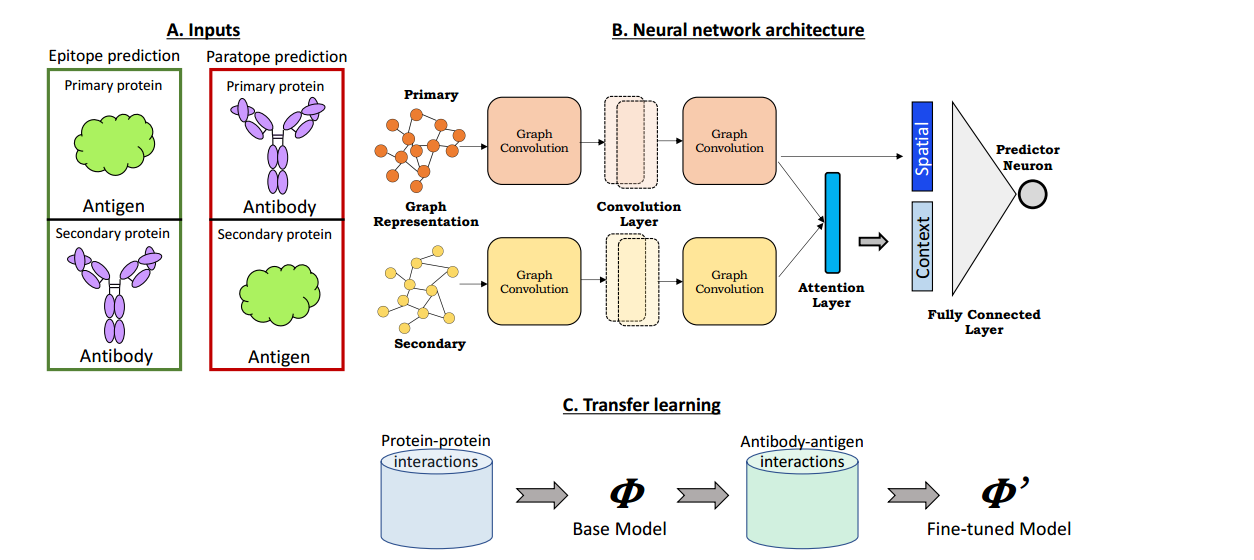 A. Inputs
Epitope prediction
Primary protein
Antigen
Secondary protein
Antibody
Paratope prediction
Primary protein
Antibody
Secondary protein
Antigen
B. Neural network architecture
Primary
Graph
Representation
Secondary
Graph
Convolution
Convolution
Layer
Graph
Convolution
Graph
Convolution
Graph
Convolution
Attention
Layer
Spatial
Context
Predictor
Neuron
Fully Connected
Layer
C. Transfer learning
Protein-protein
interactions
Φ
Base Model
Antibody-antigen
interactions
Φ’
Fine-tuned Model